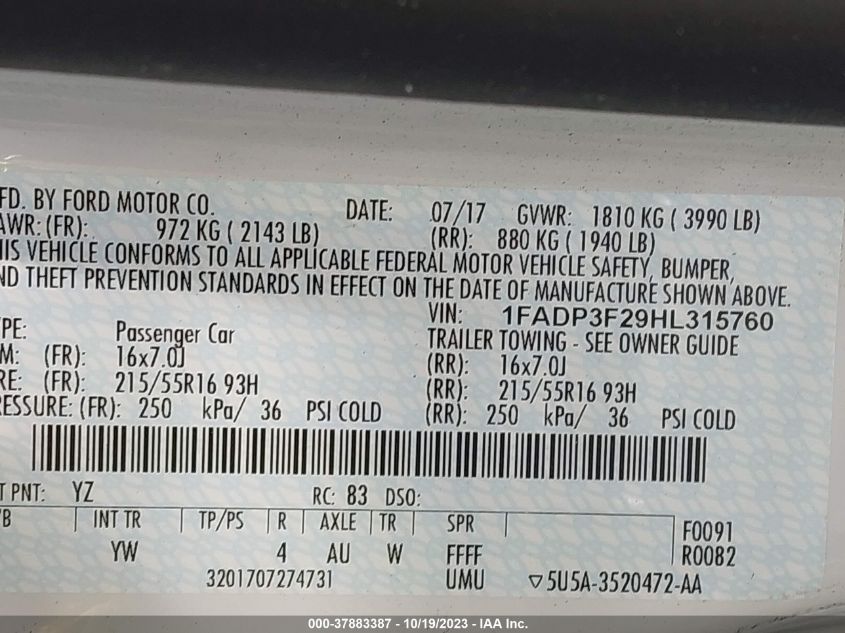 FD. BY FORD MOTOR CO. DATE: 07/17 GVWR: 1810 KG ( 3990 LB)
AWR: (FR): 972 KG ( 2143 LB) (RR): 880 KG ( 1940 LB)
HIS VEHICLE CONFORMS TO ALL APPLICABLE FEDERAL MOTOR VEHICLE SAFETY, BUMPER,
ND THEFT PREVENTION STANDARDS IN EFFECT ON THE DATE OF MANUFACTURE SHOWN ABOVE.
VIN: 1FADP3F29HL315760
YPE: Passenger Car TRAILER TOWING - SEE OWNER GUIDE
M: (FR): 16x7.0J (RR): 16x7.0J
RE: (FR): 215/55R16 93H (RR): 215/55R16 93H
RESSURE: (FR): 250 kPa/ 36 PSI COLD (RR): 250 kPa/ 36 PSI COLD
T PNT: YZ RC: 83 DSO:
/B INT TR TP/PS R AXLE TR SPR F0091
YW 4 AU W FFFF R0082
3201707274731 UMU ▽5U5A-3520472-AA
000-37883387 - 10/19/2023 - IAA Inc.